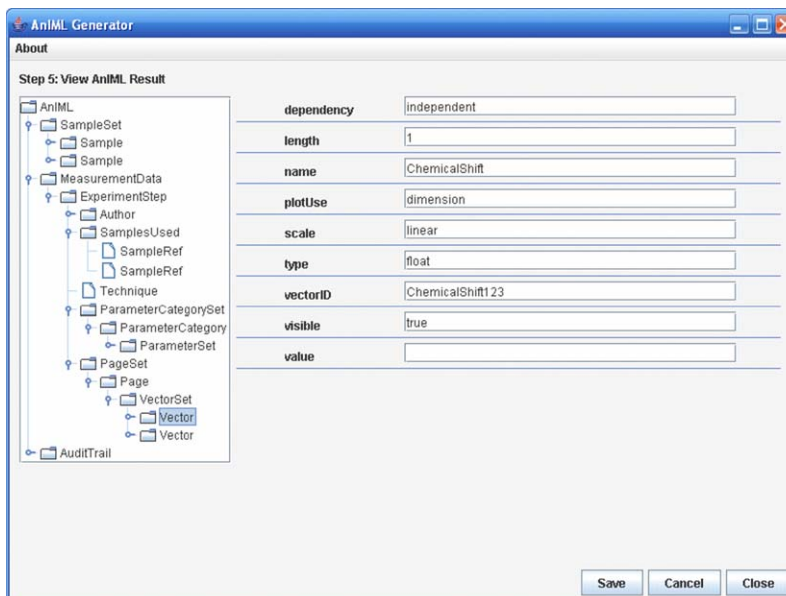 AnIML Generator
About
Step 5: View AnIML Result
AnIML
SampleSet
Sample
Sample
MeasurementData
ExperimentStep
Author
SamplesUsed
SampleRef
SampleRef
Technique
ParameterCategorySet
ParameterCategory
ParameterSet
PageSet
Page
VectorSet
Vector
Vector
AuditTrail
dependency independent
length 1
name ChemicalShift
plotUse dimension
scale linear
type float
vectorID ChemicalShift123
visible true
value
Save Cancel Close